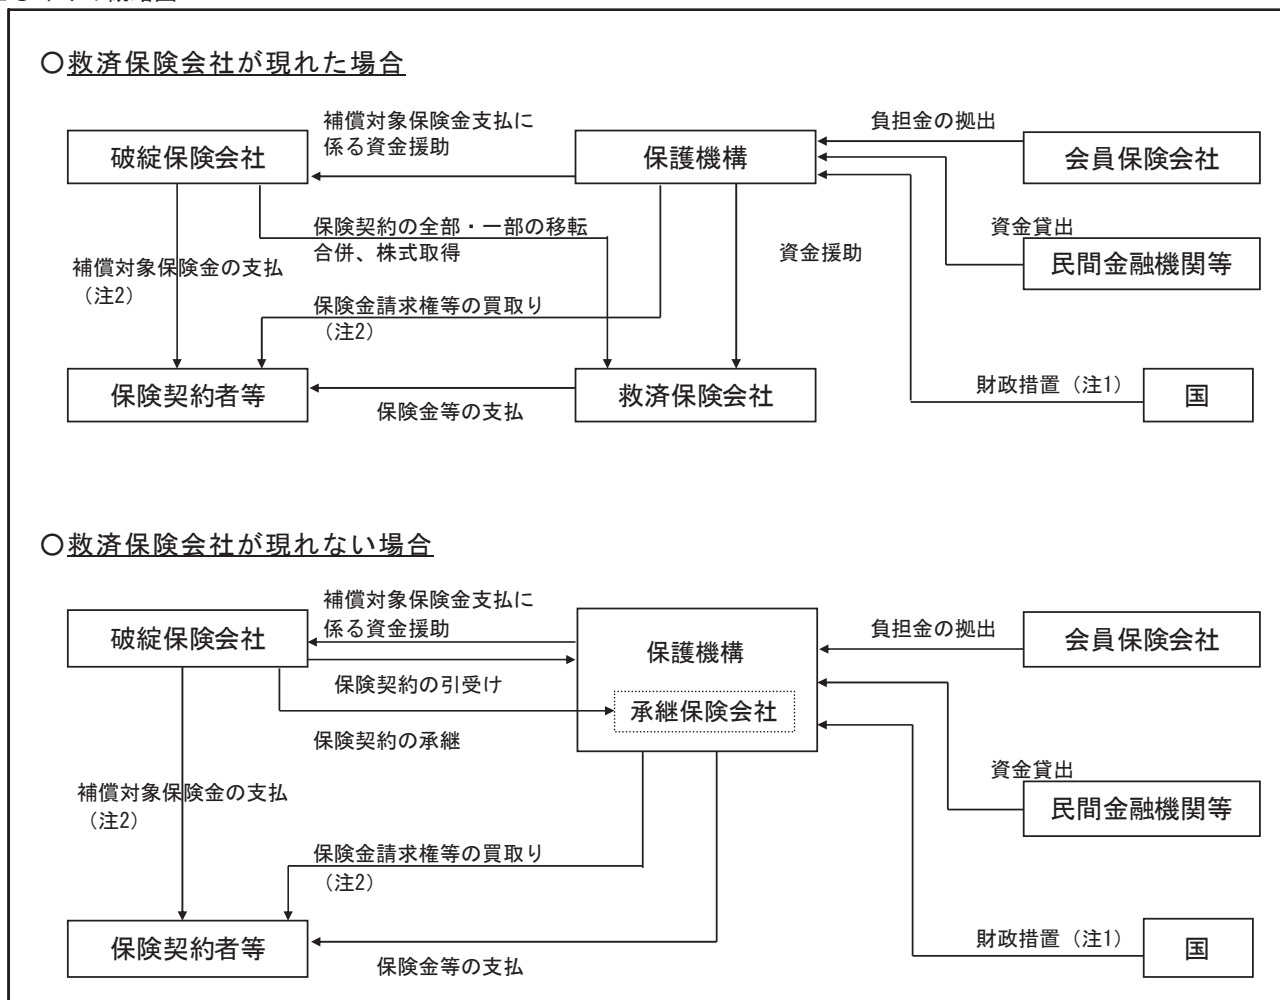 ○救済保険会社が現れた場合
補償対象保険金支払に
係る資金援助
負担金の拠出
破綻保険会社
保護機構
会員保険会社
保険契約の全部・一部の移転
合併、株式取得
資金援助
資金貸出
民間金融機関等
補償対象保険金の支払
（注2）
保険金請求権等の買取り
（注2）
財政措置（注1）
国
保険契約者等
救済保険会社
保険金等の支払
○救済保険会社が現れない場合
補償対象保険金支払に
係る資金援助
負担金の拠出
破綻保険会社
保護機構
会員保険会社
保険契約の引受け
承継保険会社
保険契約の承継
資金貸出
民間金融機関等
補償対象保険金の支払
（注2）
保険金請求権等の買取り
（注2）
財政措置（注1）
国
保険契約者等
保険金等の支払